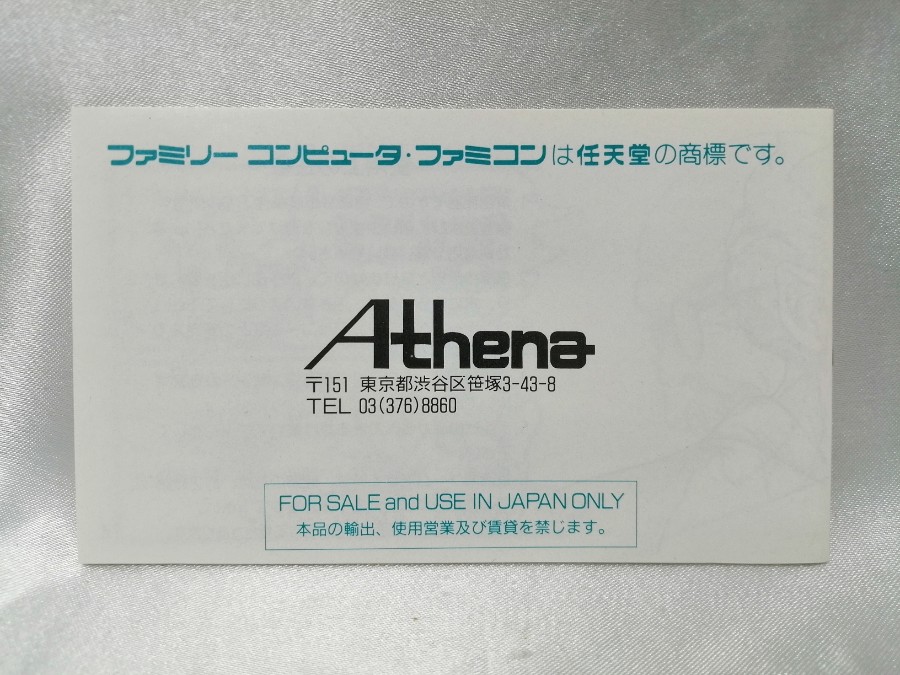 ファミリー コンピュータ・ファミコンは任天堂の商標です。
Athena
〒151 東京都渋谷区笹塚3-43-8
TEL 03(376)8860
FOR SALE and USE IN JAPAN ONLY
本品の輸出、使用営業及び賃貸を禁じます。